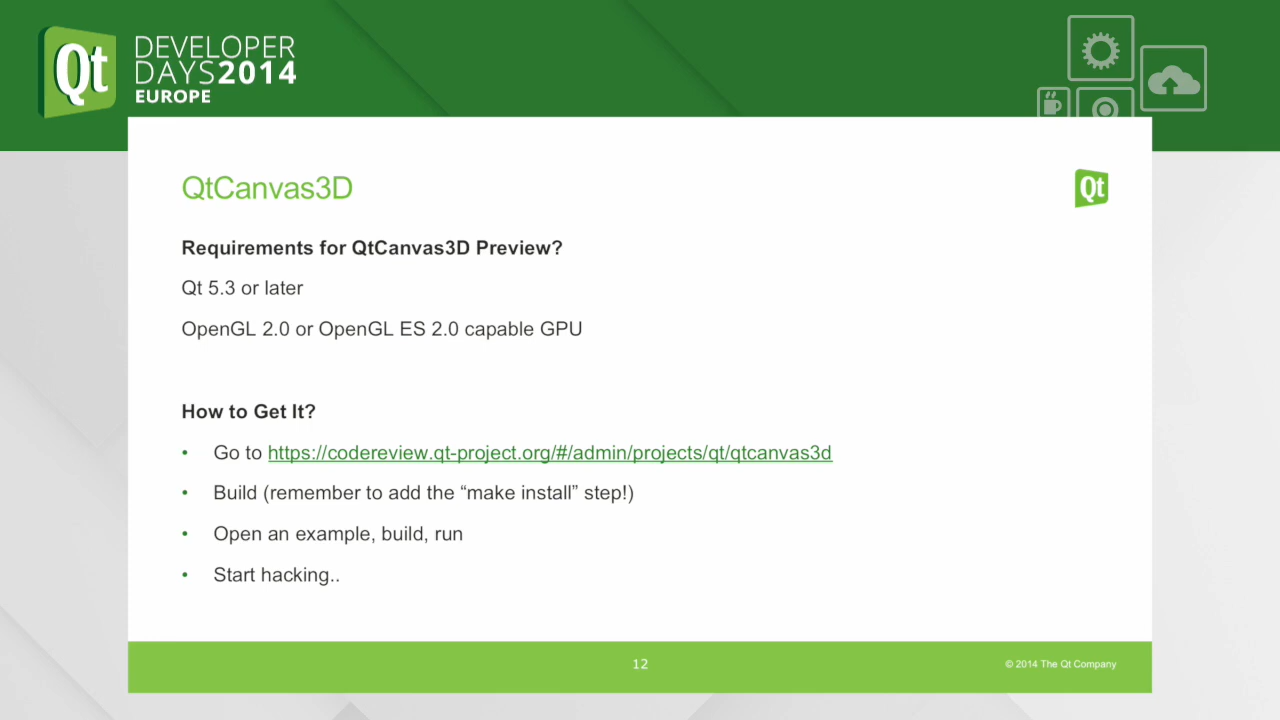 Qt
DEVELOPER
DAYS2014
EUROPE
QtCanvas3D
Qt
Requirements for QtCanvas3D Preview?
Qt 5.3 or later
OpenGL 2.0 or OpenGL ES 2.0 capable GPU
How to Get It?
• Go to https://codereview.qt-project.org/#/admin/projects/qt/qtcanvas3d
• Build (remember to add the “make install” step!)
• Open an example, build, run
• Start hacking..
12
© 2014 The Qt Company